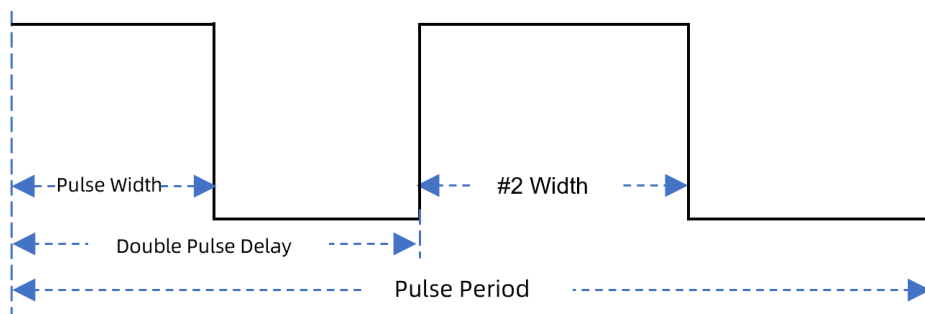 Pulse Width
#2 Width
Double Pulse Delay
Pulse Period